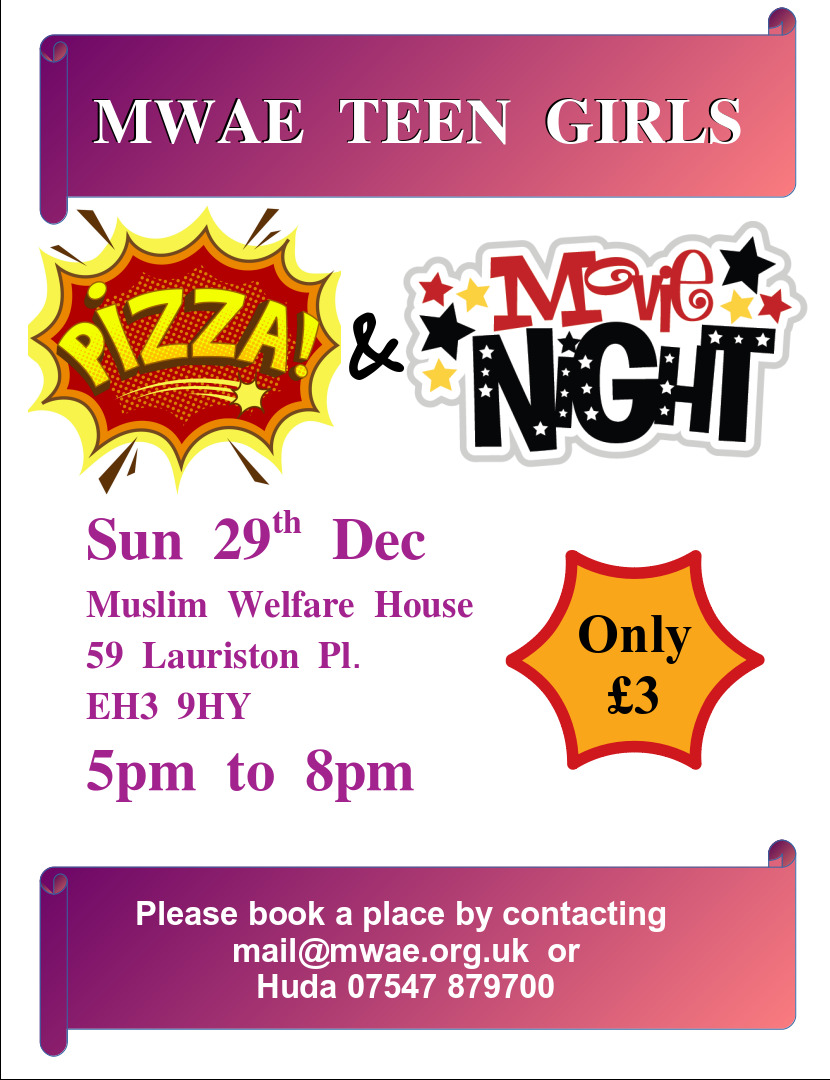 MWAE TEEN GIRLS
PIZZA!
&
MOViE
NiGHT
Sun 29th Dec
Muslim Welfare House
59 Lauriston Pl.
EH3 9HY
5pm to 8pm
Only
£3
Please book a place by contacting
mail@mwae.org.uk or
Huda 07547 879700